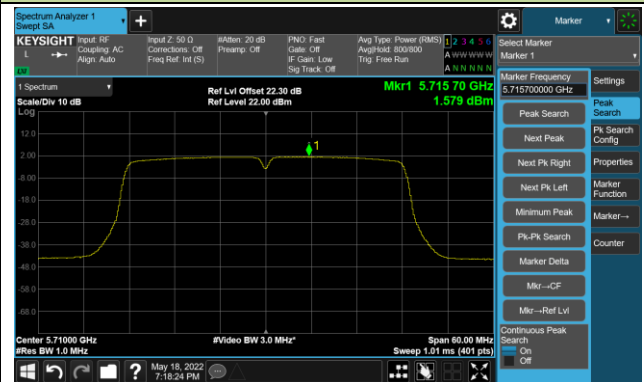 Spectrum Analyzer 1
Swept SA
Marker
KEYSIGHT
L
LXI
Input: RF
Coupling: AC
Align: Auto
Input Z: 50 Ω
Corrections: Off
Freq Ref: Int (S)
#Atten: 20 dB
Preamp: Off
PNO: Fast
Gate: Off
IF Gain: Low
Sig Track: Off
Avg Type: Power (RMS)
Avg|Hold: 800/800
Trig: Free Run
1 2 3 4 5 6
A W W W W W
A N N N N N
Select Marker
Marker 1
1 Spectrum
Scale/Div 10 dB
Log
Ref Lvl Offset 22.30 dB
Ref Level 22.00 dBm
Mkr1 5.715 70 GHz
1.579 dBm
12.0
2.00
-8.00
-18.0
-28.0
-38.0
-48.0
-58.0
-68.0
1
Center 5.71000 GHz
#Res BW 1.0 MHz
#Video BW 3.0 MHz*
Span 60.00 MHz
Sweep 1.01 ms (401 pts)
Marker Frequency
5.715700000 GHz
Peak Search
Next Peak
Next Pk Right
Next Pk Left
Minimum Peak
Pk-Pk Search
Marker Delta
Mkr→CF
Mkr→Ref Lvl
Continuous Peak
Search
On
Off
Settings
Peak
Search
Pk Search
Config
Properties
Marker
Function
Marker→
Counter
May 18, 2022
7:18:24 PM